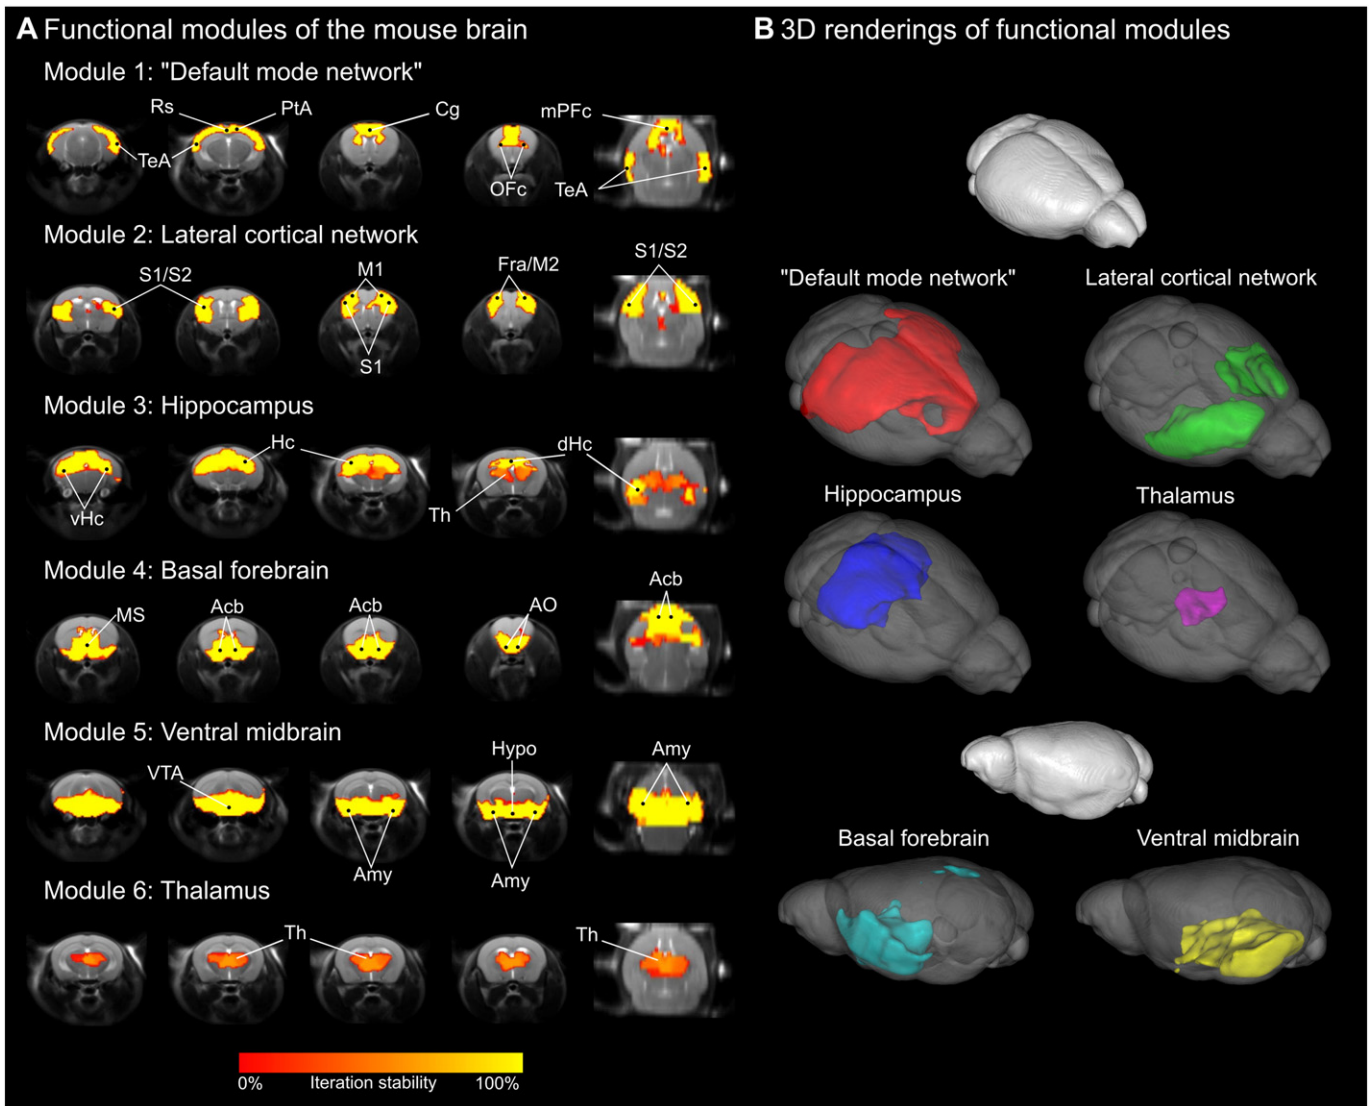 A Functional modules of the mouse brain
Module 1: "Default mode network"
Rs
PtA
Cg
mPFc
TeA
OFc
TeA
Module 2: Lateral cortical network
S1/S2
M1
Fra/M2
S1/S2
S1
Module 3: Hippocampus
Hc
dHc
vHc
Th
Module 4: Basal forebrain
MS
Acb
Acb
AO
Acb
Module 5: Ventral midbrain
VTA
Hypo
Amy
Amy
Amy
Module 6: Thalamus
Th
Th
0%
Iteration stability
100%
B 3D renderings of functional modules
"Default mode network"
Lateral cortical network
Hippocampus
Thalamus
Basal forebrain
Ventral midbrain